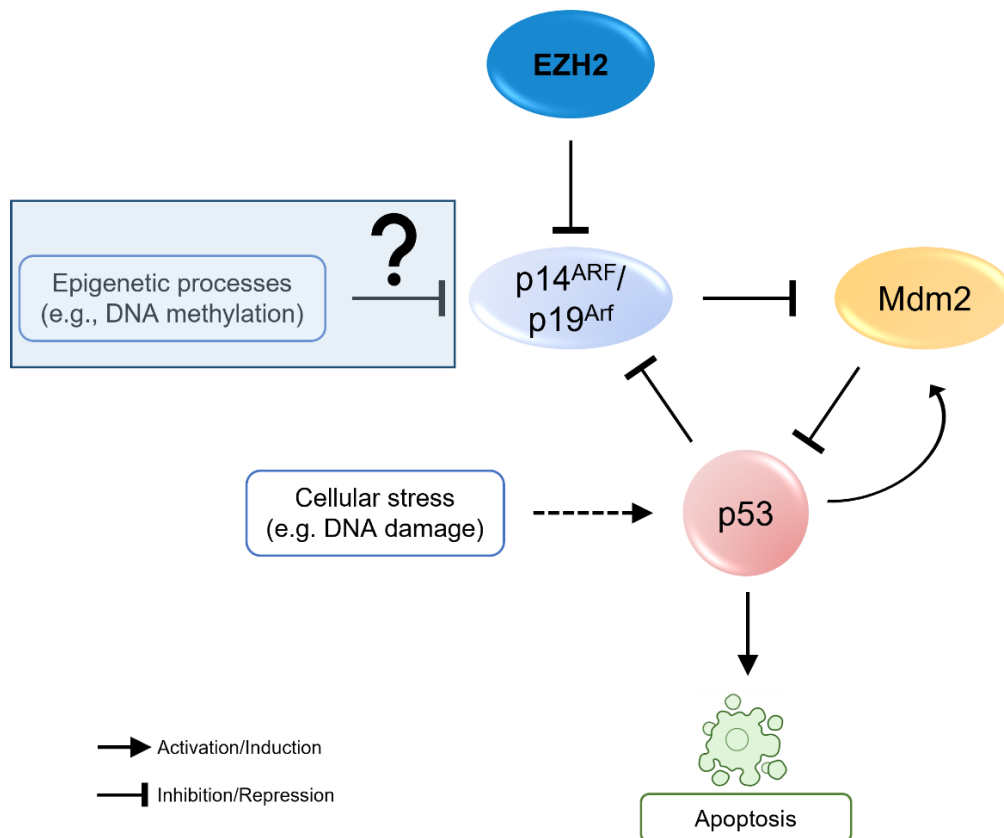 EZH2
?
Epigenetic processes
(e.g., DNA methylation)
p14ARF/
p19Arf
Mdm2
Cellular stress
(e.g. DNA damage)
p53
Activation/Induction
Inhibition/Repression
Apoptosis